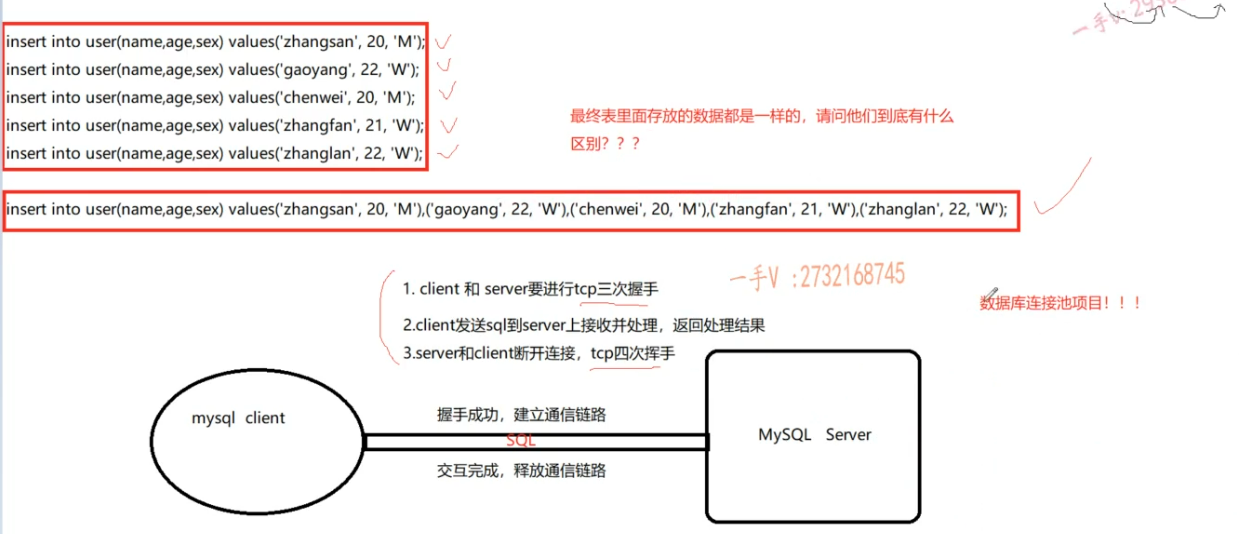 一手V: 2938
insert into user(name,age,sex) values('zhangsan', 20, 'M');
insert into user(name,age,sex) values('gaoyang', 22, 'W');
insert into user(name,age,sex) values('chenwei', 20, 'M');
insert into user(name,age,sex) values('zhangfan', 21, 'W');
insert into user(name,age,sex) values('zhanglan', 22, 'W');
最终表里面存放的数据都是一样的，请问他们到底有什么
区别？？？
insert into user(name,age,sex) values('zhangsan', 20, 'M'),('gaoyang', 22, 'W'),('chenwei', 20, 'M'),('zhangfan', 21, 'W'),('zhanglan', 22, 'W');
一手V :2732168745
1. client 和 server要进行tcp三次握手
数据库连接池项目！！！
2.client发送sql到server上接收并处理，返回处理结果
3.server和client断开连接，tcp四次挥手
mysql client
握手成功，建立通信链路
SQL
MySQL Server
交互完成，释放通信链路